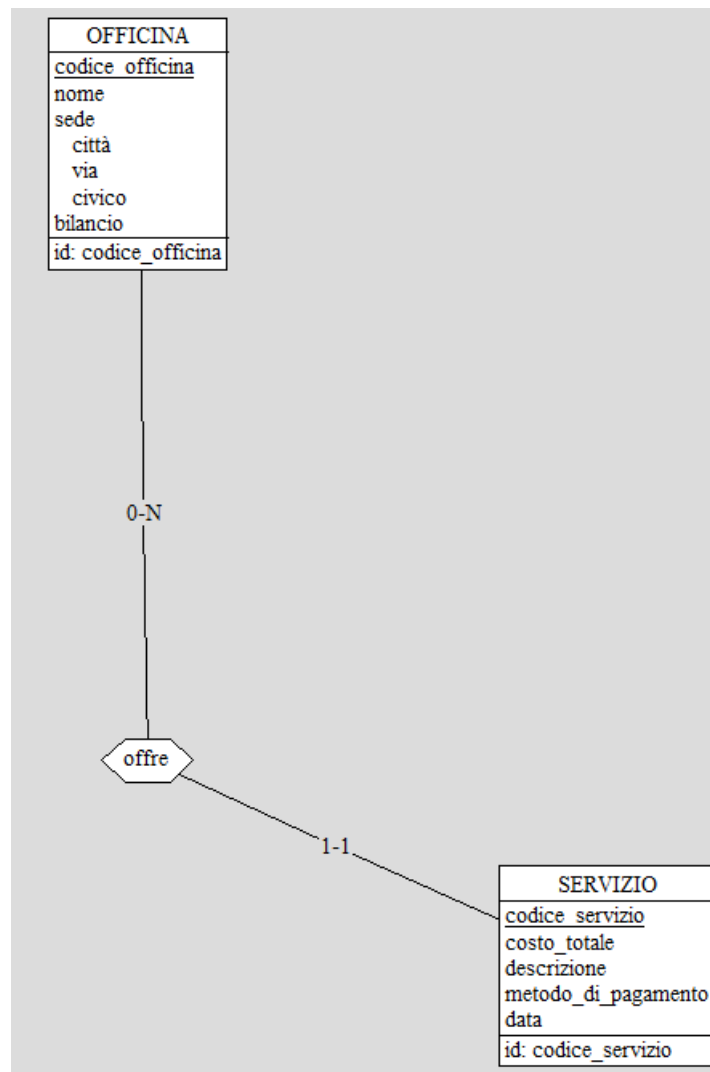 OFFICINA
codice_officina
nome
sede
città
via
civico
bilancio
id: codice_officina
0-N
offre
1-1
SERVIZIO
codice_servizio
costo_totale
descrizione
metodo_di_pagamento
data
id: codice_servizio